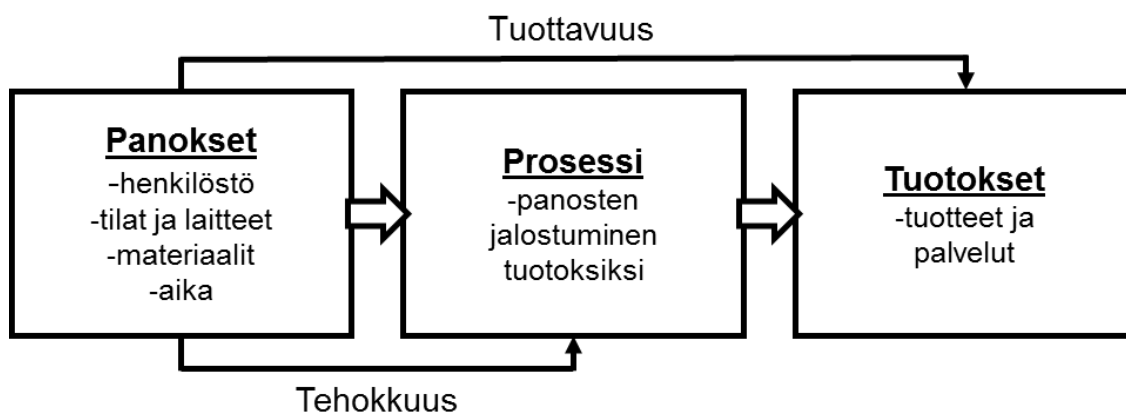 Tuottavuus
Panokset
-henkilöstö
-tilat ja laitteet
-materiaalit
-aika
Prosessi
-panosten
jalostuminen
tuotoksiksi
Tuotokset
-tuotteet ja
palvelut
Tehokkuus